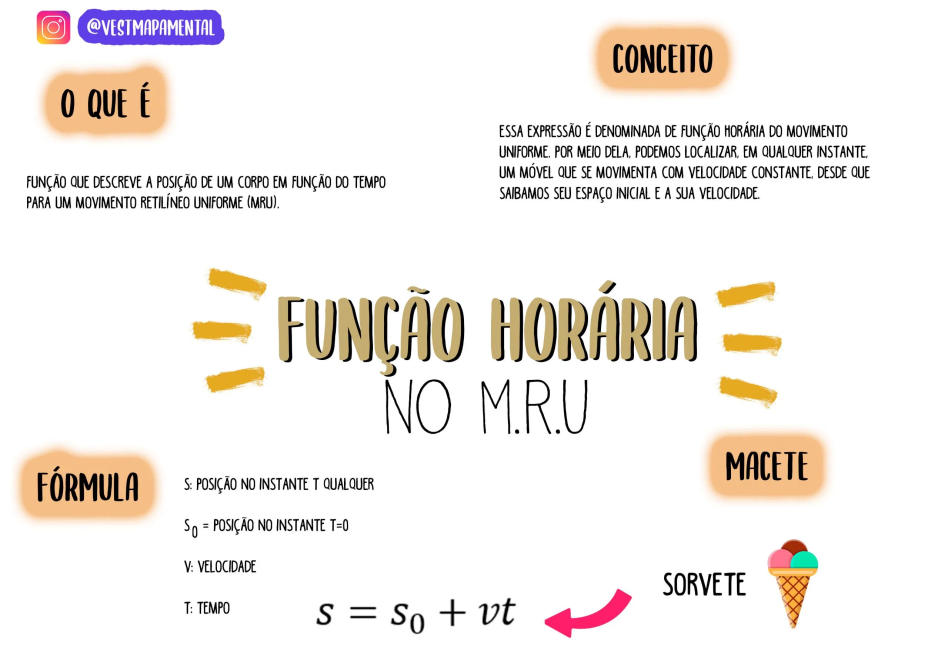 @VESTMAPAMENTAL
O QUE É
FUNÇÃO QUE DESCREVE A POSIÇÃO DE UM CORPO EM FUNÇÃO DO TEMPO
PARA UM MOVIMENTO RETILÍNEO UNIFORME (MRU).
CONCEITO
ESSA EXPRESSÃO É DENOMINADA DE FUNÇÃO HORÁRIA DO MOVIMENTO
UNIFORME. POR MEIO DELA, PODEMOS LOCALIZAR, EM QUALQUER INSTANTE,
UM MÓVEL QUE SE MOVIMENTA COM VELOCIDADE CONSTANTE, DESDE QUE
SAIBAMOS SEU ESPAÇO INICIAL E A SUA VELOCIDADE.
FUNÇÃO HORÁRIA
NO M.R.U
FÓRMULA
S: POSIÇÃO NO INSTANTE T QUALQUER
S₀ = POSIÇÃO NO INSTANTE T=0
V: VELOCIDADE
T: TEMPO
s = s₀ + vt
MACETE
SORVETE